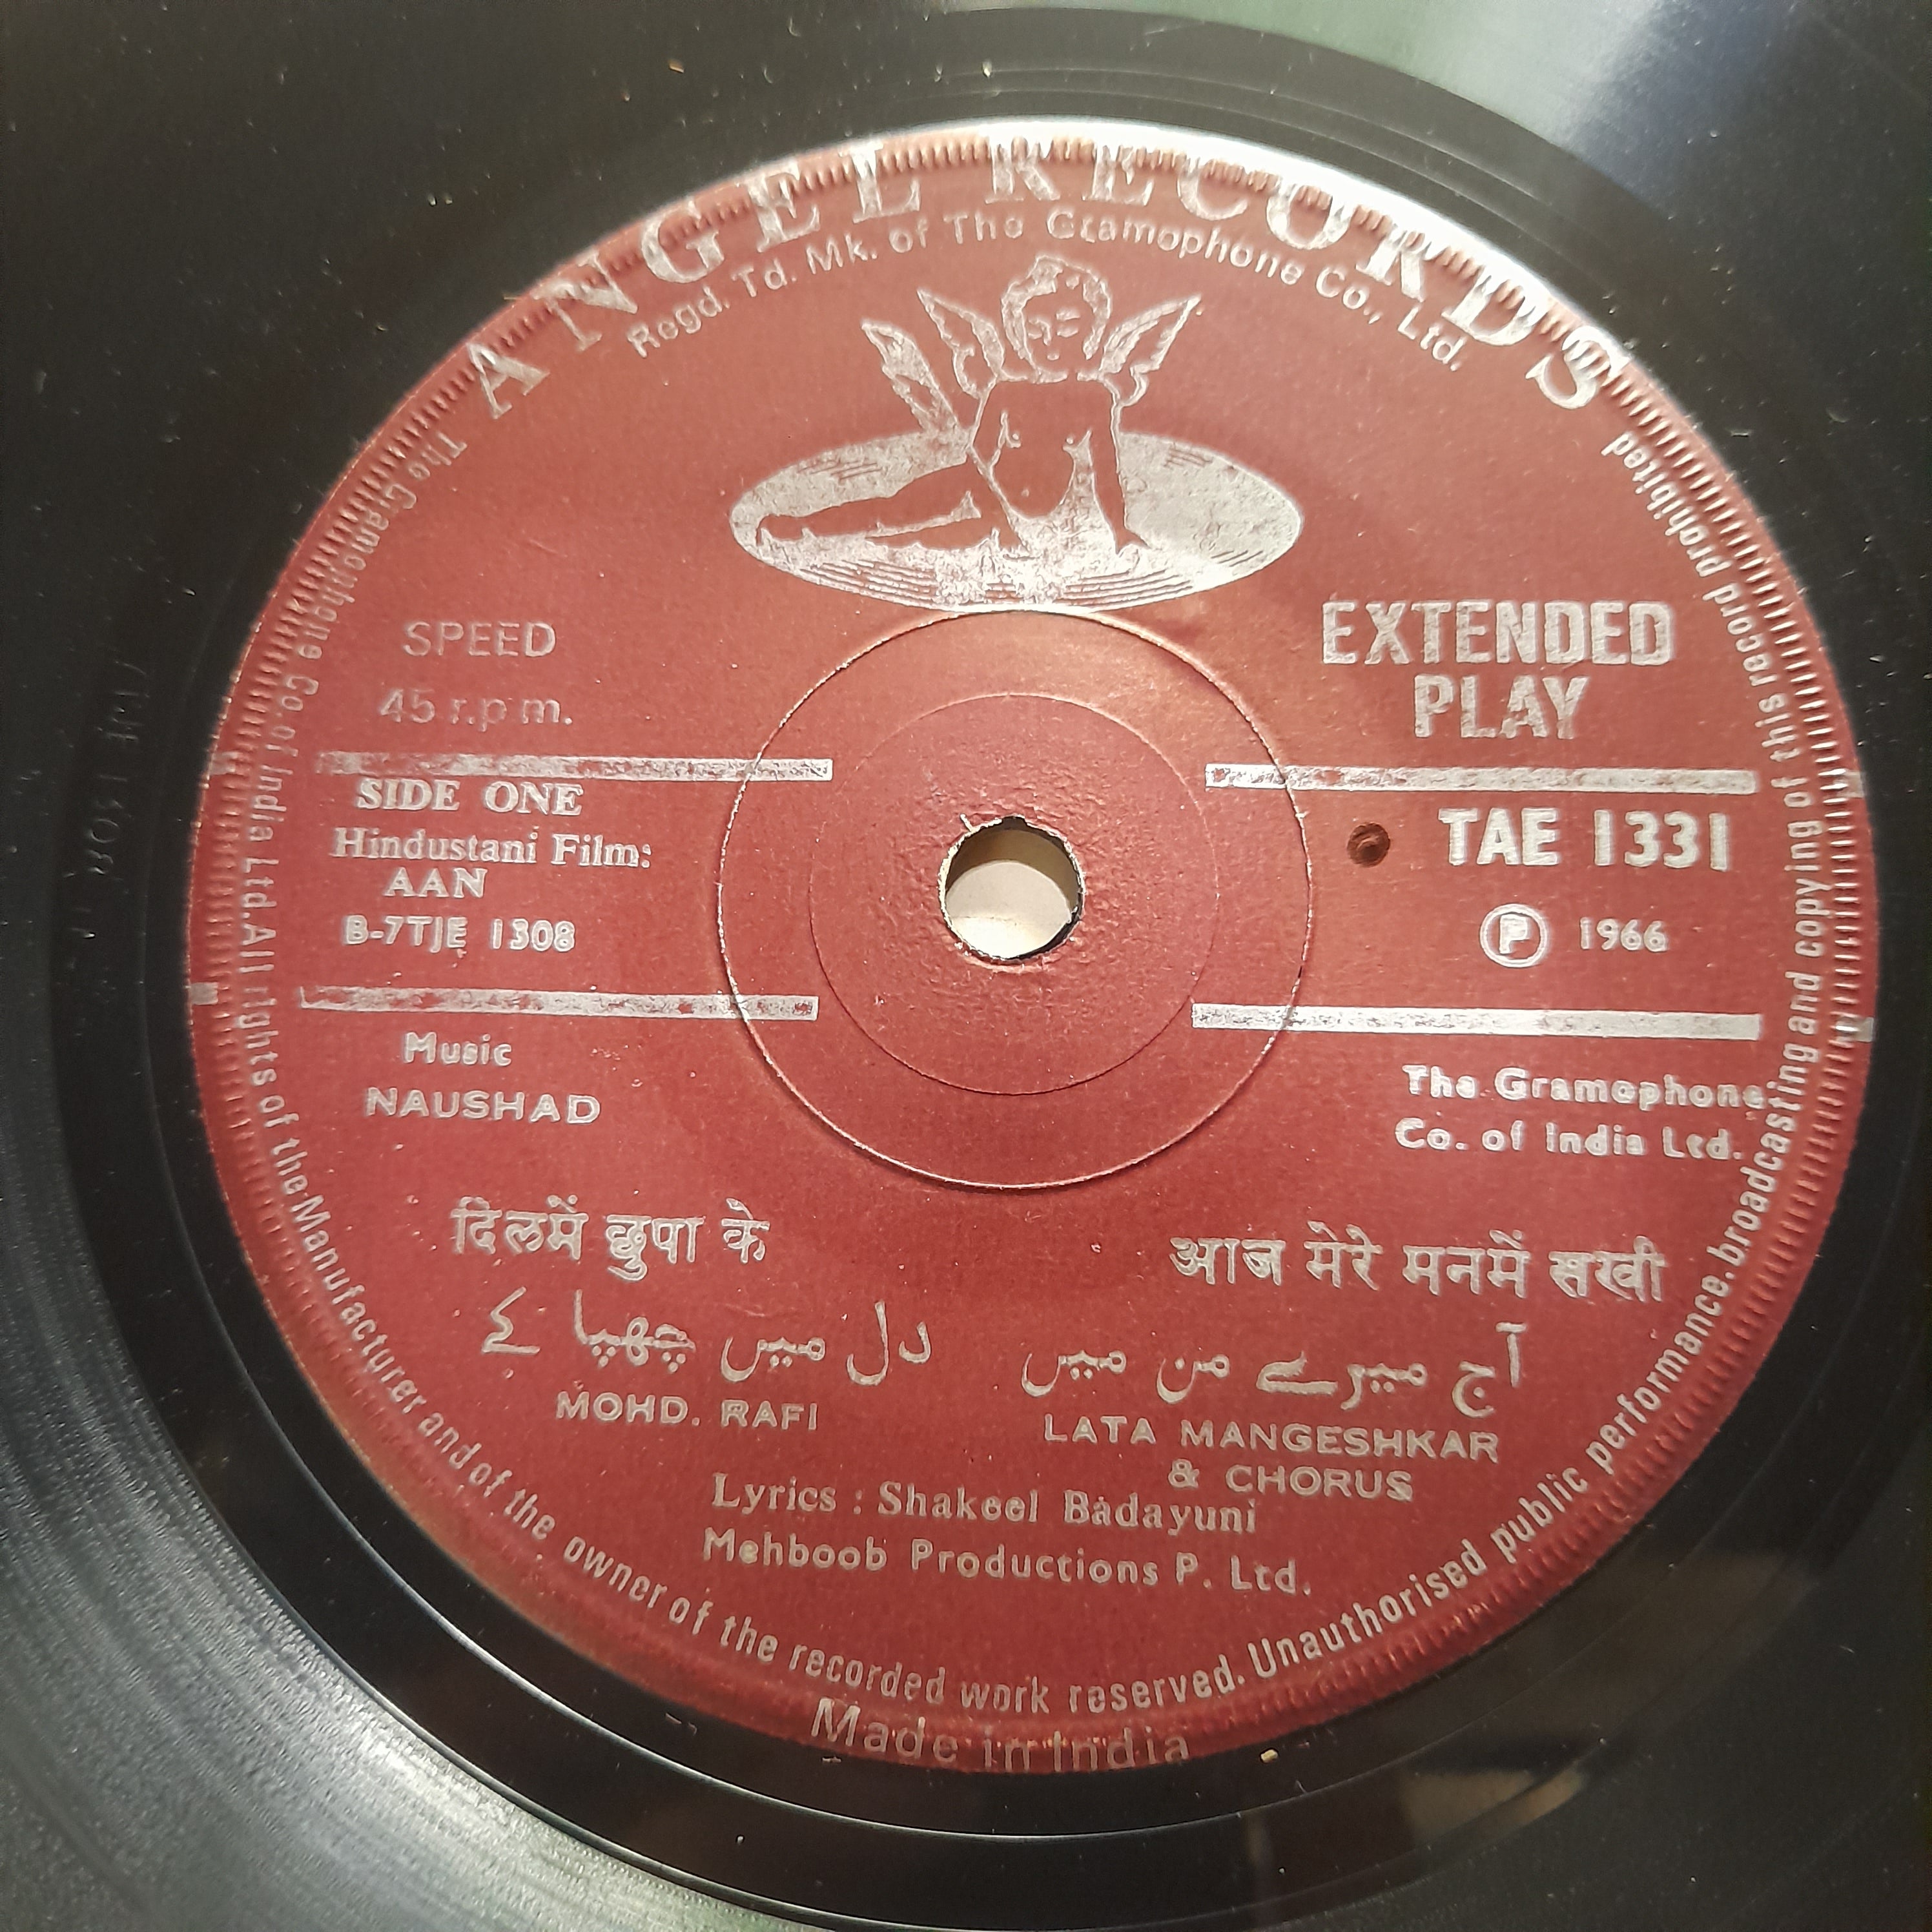 ANGEL RECORDS
Regd. Td. Mk. of The Gramophone Co., Ltd.
SPEED
45 r.p m.
EXTENDED
PLAY
SIDE ONE
Hindustani Film:
AAN
B-7TJE 1308
TAE 1331
Ⓟ 1966
Music
NAUSHAD
The Gramophone
Co. of India Ltd.
दिलमें छुपा के
دل میں چھپا کے
MOHD. RAFI
आज मेरे मनमें सखी
آج میرے من میں
LATA MANGESHKAR
& CHORUS
Lyrics : Shakeel Badayuni
Mehboob Productions P. Ltd.
The Gramophone Co. of India Ltd. All rights of the Manufacturer and of the owner of the recorded work reserved. Unauthorised public performance. broadcasting and copying of this record prohibited
Made in India